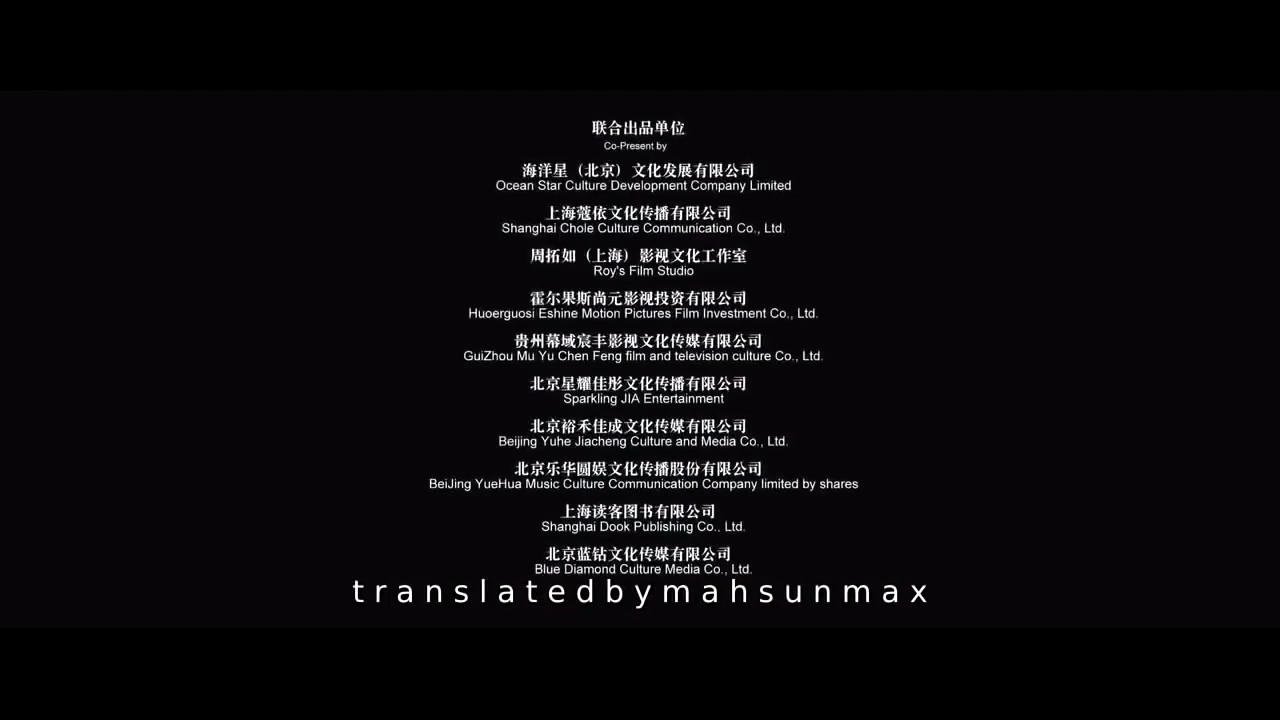 联合出品单位
Co-Present by
海洋星（北京）文化发展有限公司
Ocean Star Culture Development Company Limited
上海蔻依文化传播有限公司
Shanghai Chole Culture Communication Co., Ltd.
周拓如（上海）影视文化工作室
Roy's Film Studio
霍尔果斯尚元影视投资有限公司
Huoerguosi Eshine Motion Pictures Film Investment Co., Ltd.
贵州幕域宸丰影视文化传媒有限公司
GuiZhou Mu Yu Chen Feng film and television culture Co., Ltd.
北京星耀佳彤文化传播有限公司
Sparkling JIA Entertainment
北京裕禾佳成文化传媒有限公司
Beijing Yuhe Jiacheng Culture and Media Co., Ltd.
北京乐华圆娱文化传播股份有限公司
BeiJing YueHua Music Culture Communication Company limited by shares
上海读客图书有限公司
Shanghai Dook Publishing Co., Ltd.
北京蓝钻文化传媒有限公司
Blue Diamond Culture Media Co., Ltd.
translatedbymahsunmax